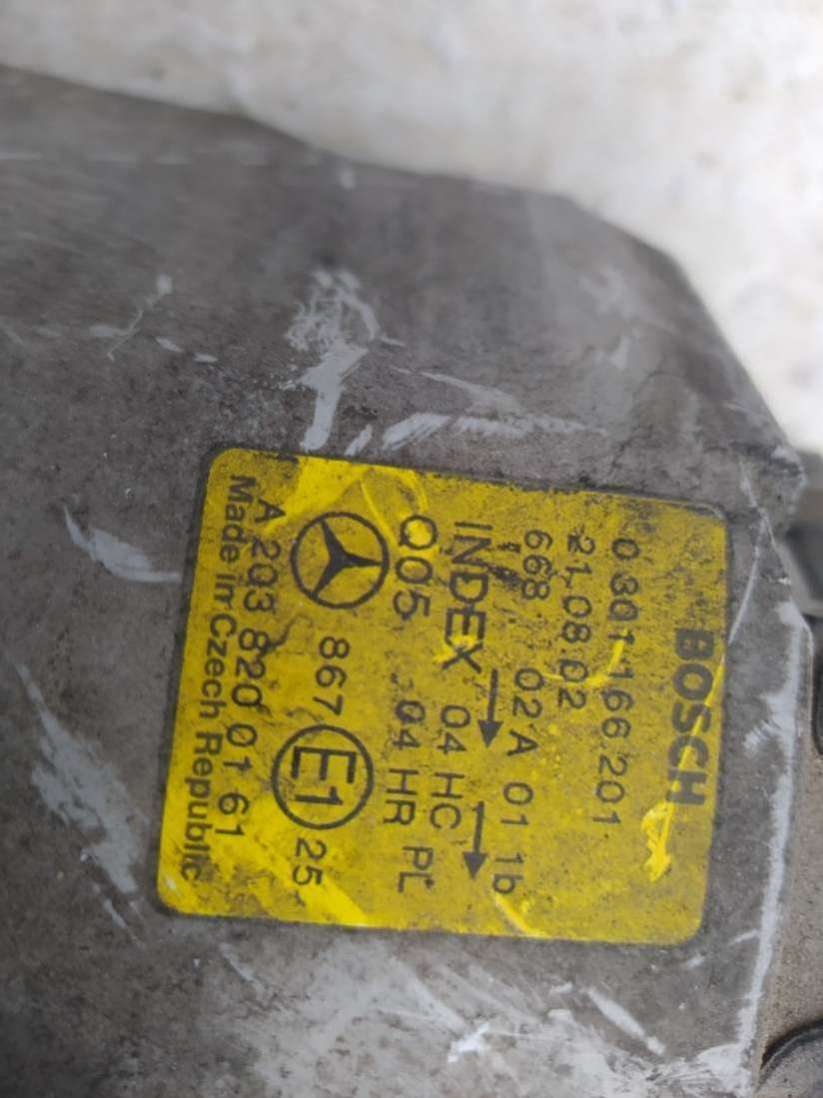 BOSCH
0 301 166 201
21.08.02
668 02A 01 1b
INDEX 04 HC
Q05 04 HR PL
867 E1 25
A 203 820 01 61
Made in Czech Republic